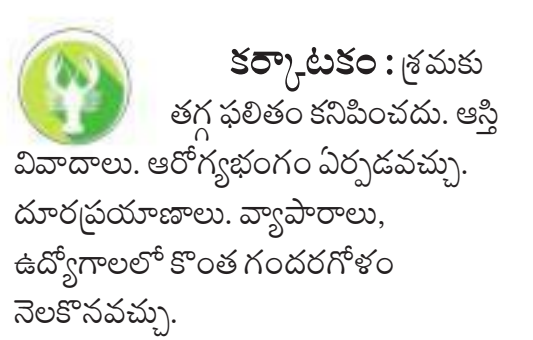 కర్కాటకం : శ్రమకు
తగ్గ ఫలితం కనిపించదు. ఆస్తి
వివాదాలు. ఆరోగ్యభంగం ఏర్పడవచ్చు.
దూరప్రయాణాలు. వ్యాపారాలు,
ఉద్యోగాలలో కొంత గందరగోళం
నెలకొనవచ్చు.